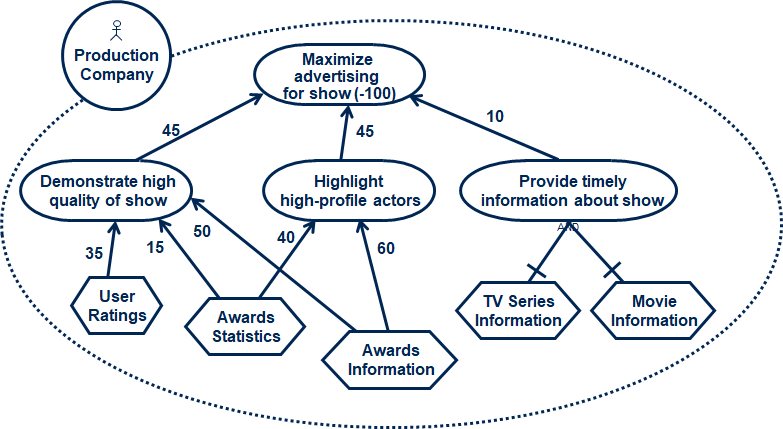 Production
Company
Maximize
advertising
for show (-100)
45
45
10
Demonstrate high
quality of show
Highlight
high-profile actors
Provide timely
information about show
AND
35
15
50
40
60
User
Ratings
Awards
Statistics
Awards
Information
TV Series
Information
Movie
Information